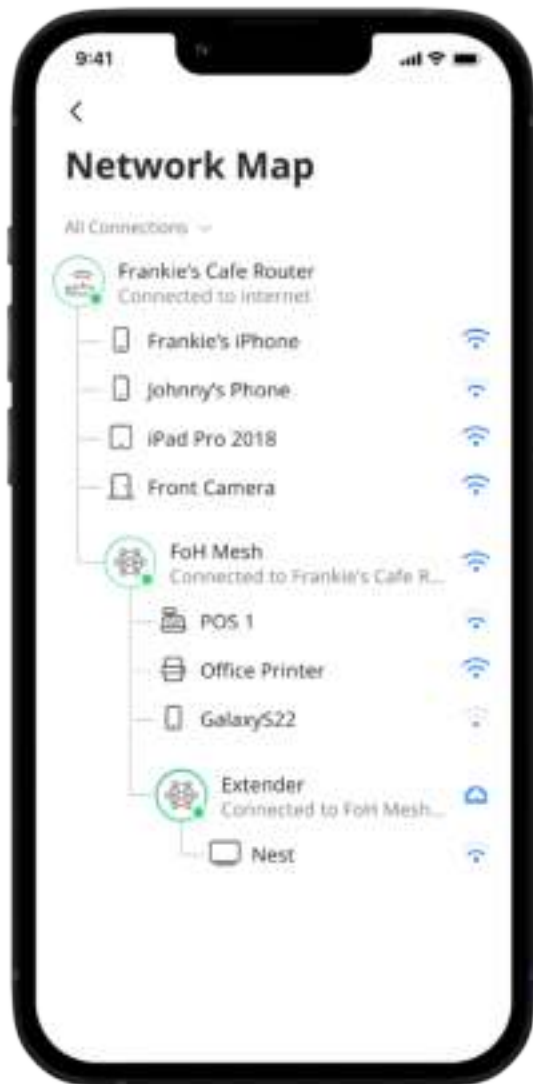 9:41
Network Map
All Connections
Frankie's Cafe Router
Connected to internet
Frankie's iPhone
Johnny's Phone
iPad Pro 2018
Front Camera
FoH Mesh
Connected to Frankie's Cafe R...
POS 1
Office Printer
GalaxyS22
Extender
Connected to FoH Mesh...
Nest